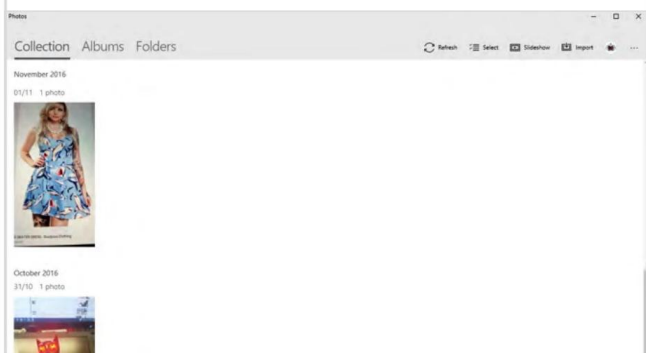 Photos
Collection Albums Folders Refresh Select Slideshow Import ...
November 2016
01/11 1 photo
October 2016
31/10 1 photo